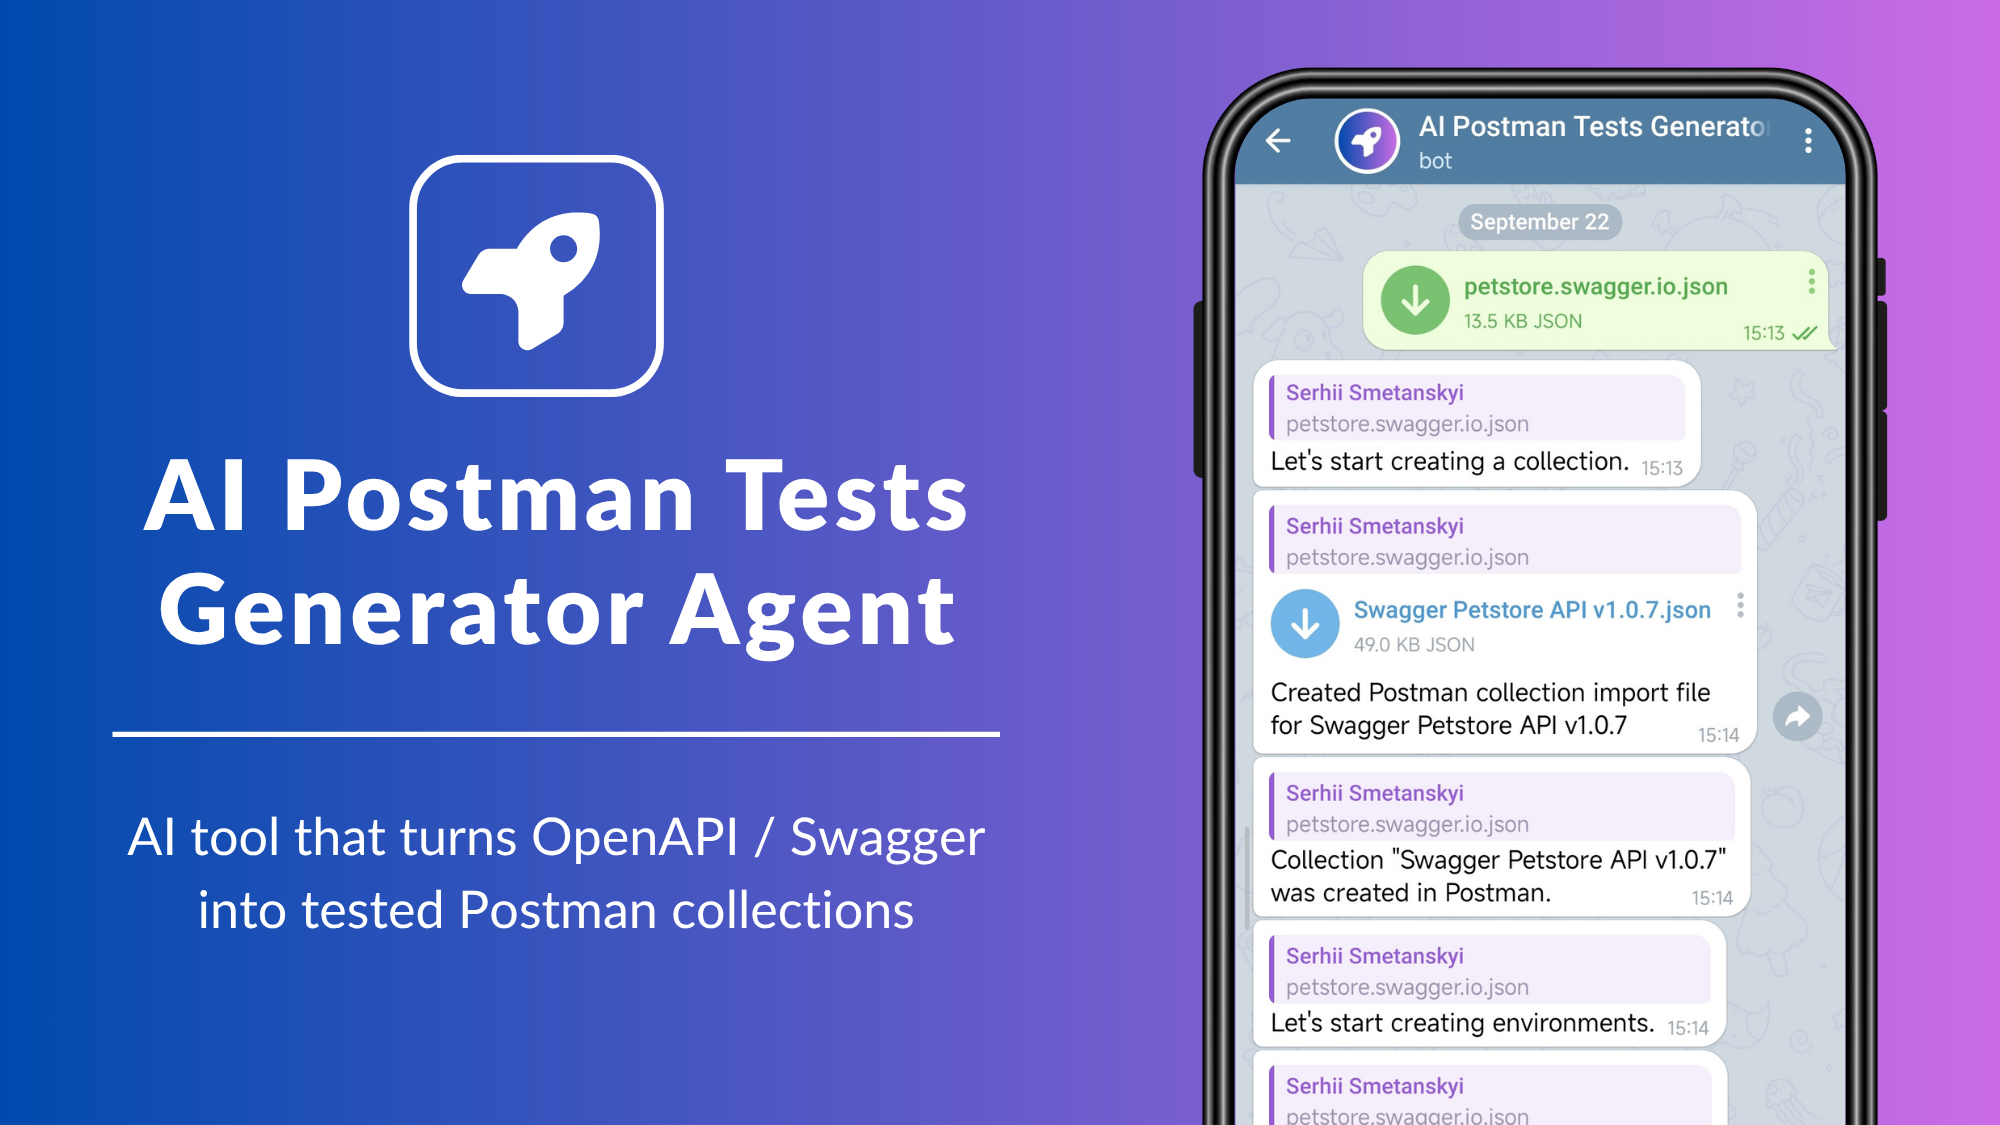 AI Postman Tests
Generator Agent
AI tool that turns OpenAPI / Swagger
into tested Postman collections
AI Postman Tests Generator
bot
September 22
petstore.swagger.io.json
13.5 KB JSON
15:13
Serhii Smetanskyi
petstore.swagger.io.json
Let's start creating a collection. 15:13
Serhii Smetanskyi
petstore.swagger.io.json
Swagger Petstore API v1.0.7.json
49.0 KB JSON
Created Postman collection import file
for Swagger Petstore API v1.0.7
15:14
Serhii Smetanskyi
petstore.swagger.io.json
Collection "Swagger Petstore API v1.0.7"
was created in Postman. 15:14
Serhii Smetanskyi
petstore.swagger.io.json
Let's start creating environments. 15:14
Serhii Smetanskyi
petstore.swagger.io.json